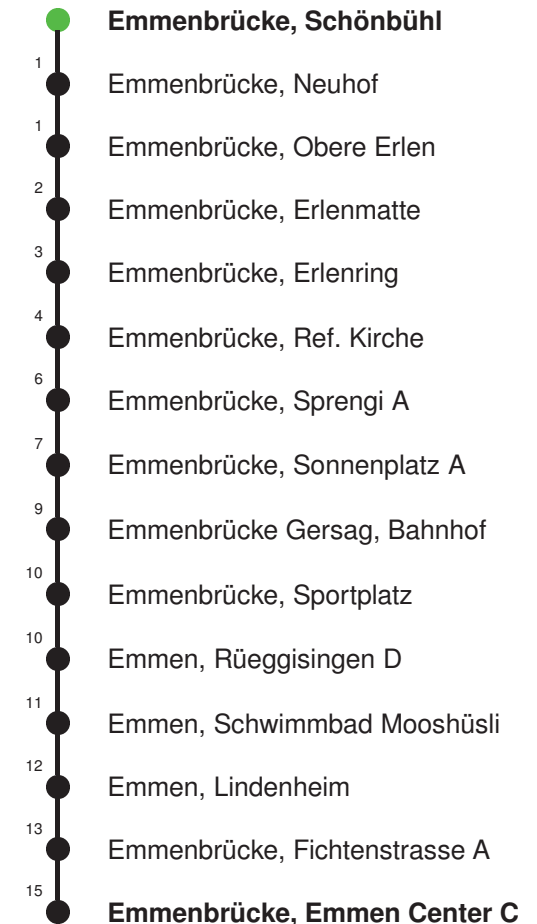 Emmenbrücke, Schönbühl
1 Emmenbrücke, Neuhof
1 Emmenbrücke, Obere Erlen
2 Emmenbrücke, Erlenmatte
3 Emmenbrücke, Erlenring
4 Emmenbrücke, Ref. Kirche
6 Emmenbrücke, Sprengi A
7 Emmenbrücke, Sonnenplatz A
9 Emmenbrücke Gersag, Bahnhof
10 Emmenbrücke, Sportplatz
10 Emmen, Rüeggisingen D
11 Emmen, Schwimmbad Mooshüsli
12 Emmen, Lindenheim
13 Emmenbrücke, Fichtenstrasse A
15 Emmenbrücke, Emmen Center C